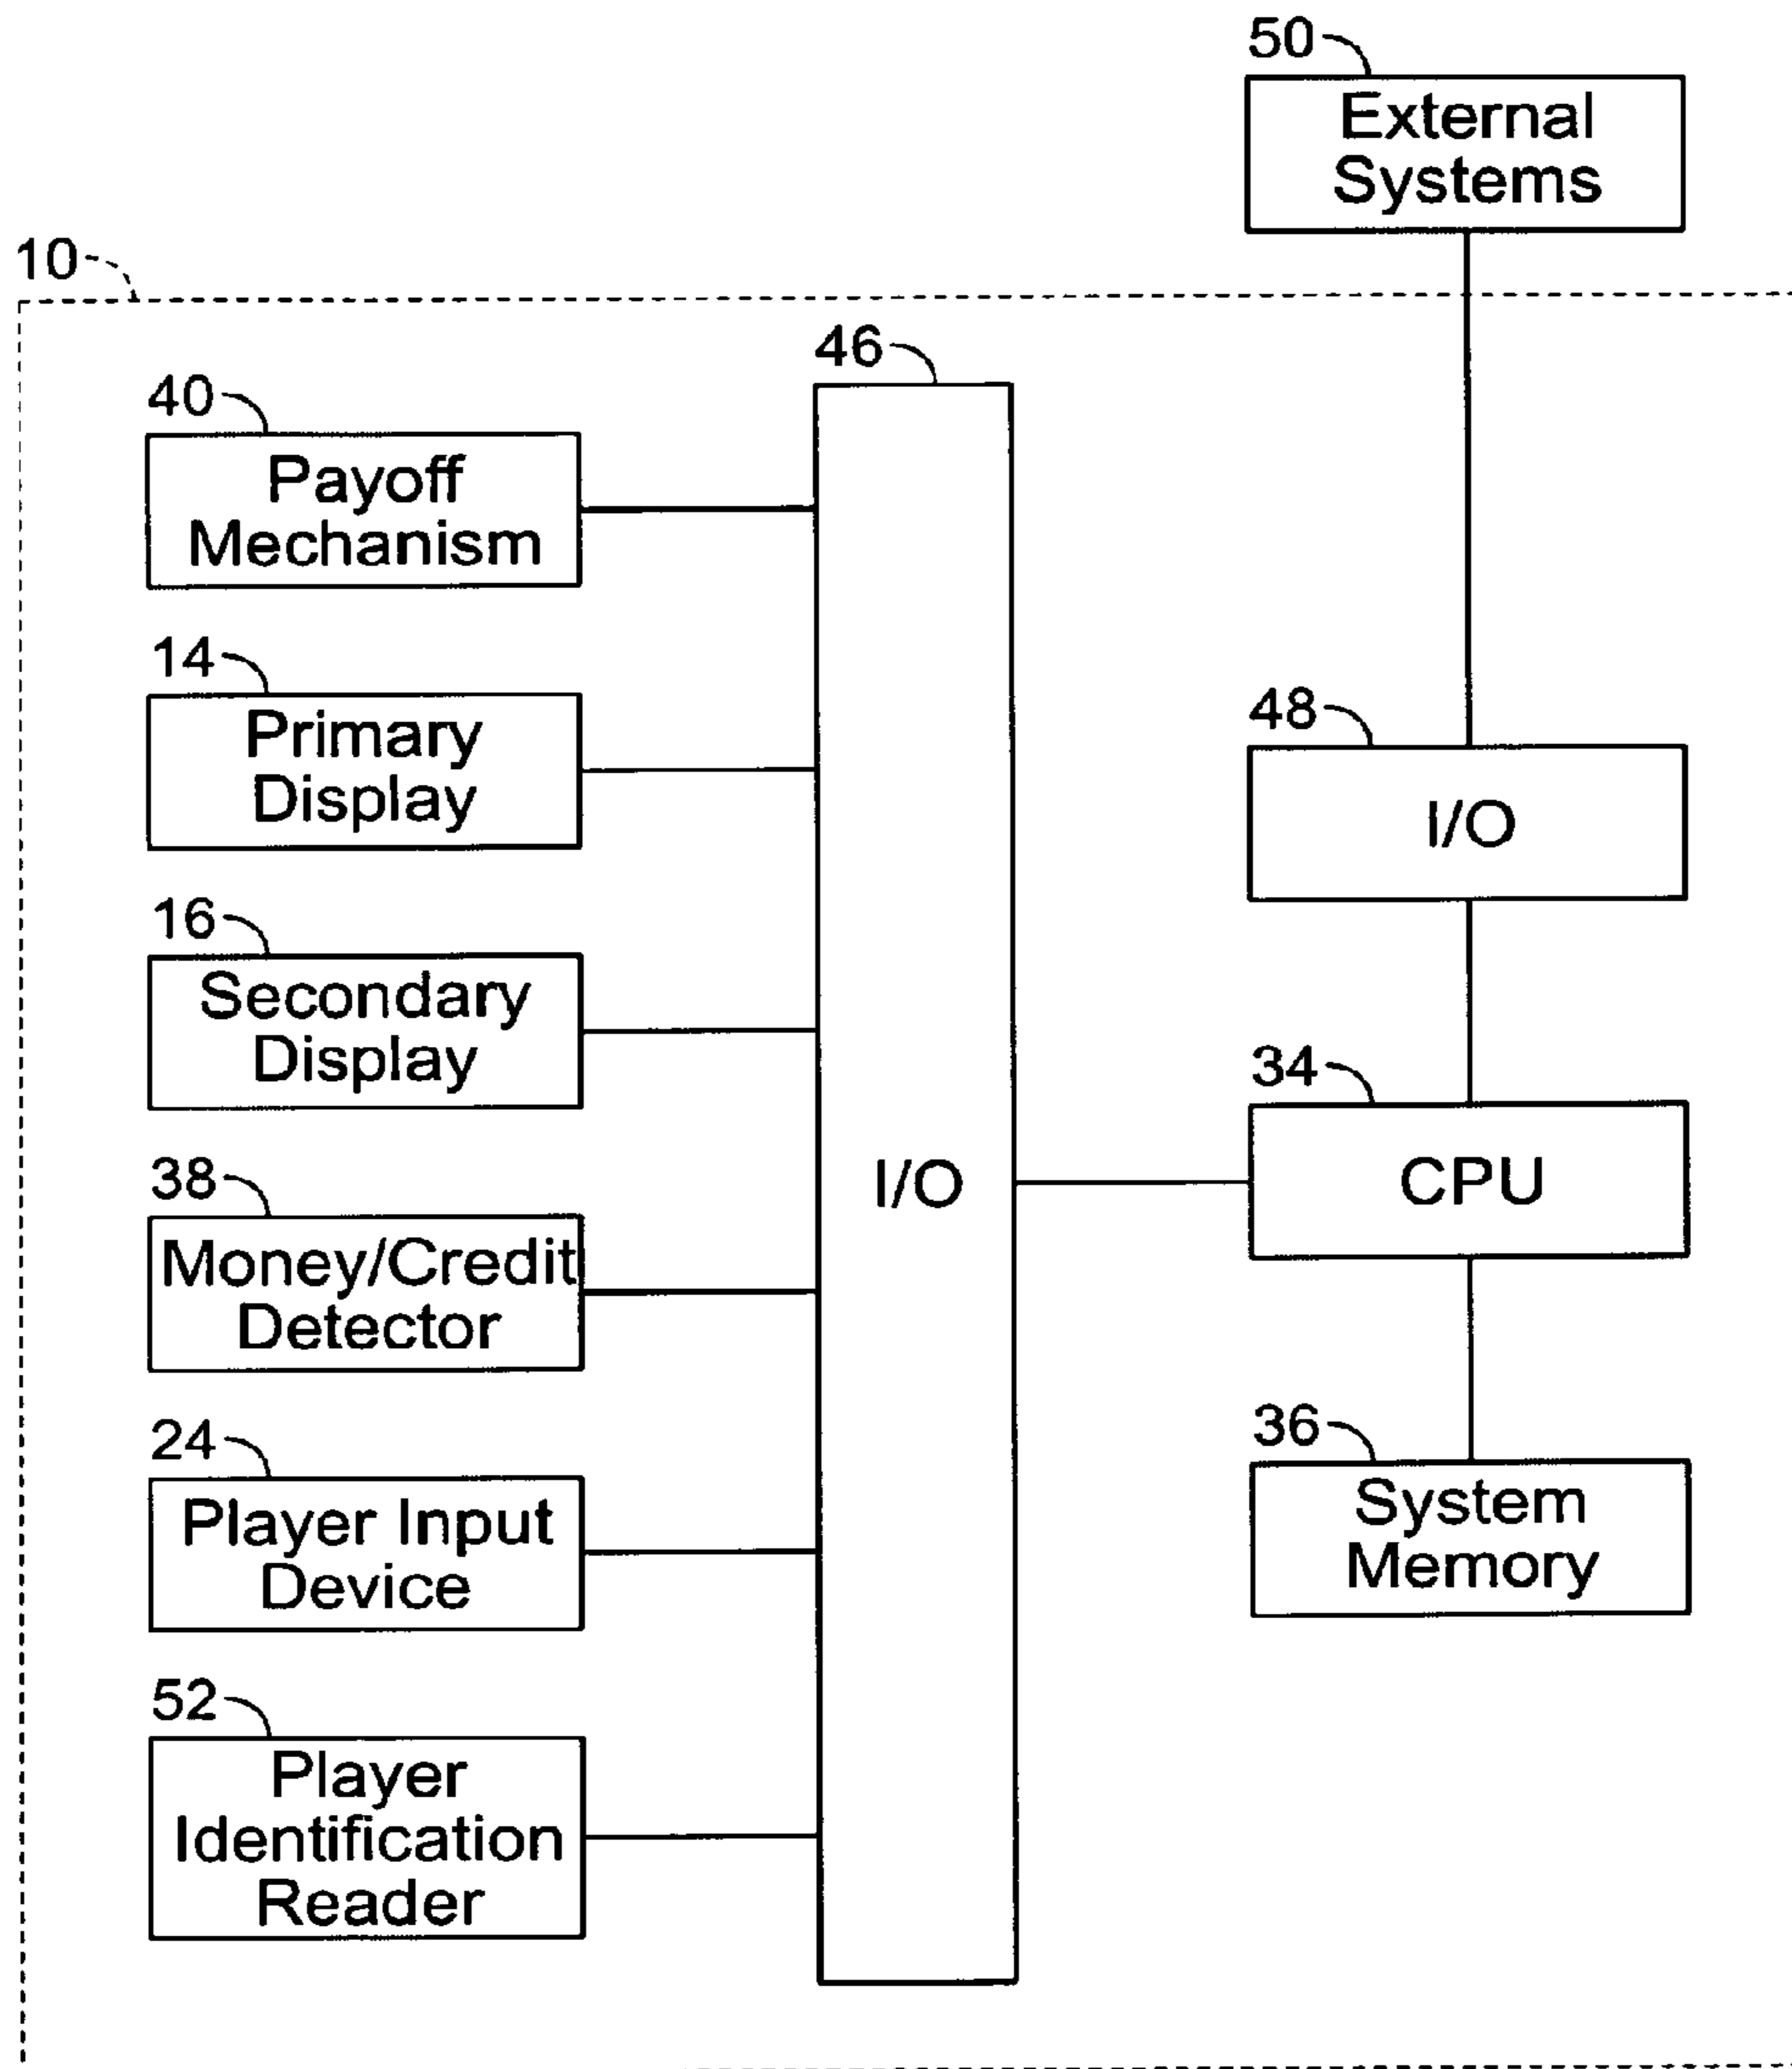 50
External
Systems
10
46
40
Payoff
Mechanism
14
Primary
Display
48
I/O
16
Secondary
Display
34
CPU
38
Money/Credit
Detector
I/O
24
Player Input
Device
36
System
Memory
52
Player
Identification
Reader